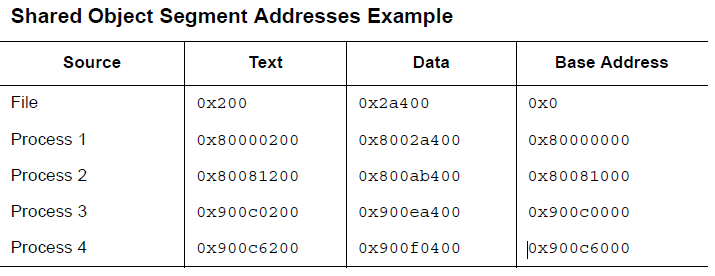 Shared Object Segment Addresses Example
Source Text Data Base Address
File 0x200 0x2a400 0x0
Process 1 0x80000200 0x8002a400 0x80000000
Process 2 0x80081200 0x800ab400 0x80081000
Process 3 0x900c0200 0x900ea400 0x900c0000
Process 4 0x900c6200 0x900f0400 0x900c6000